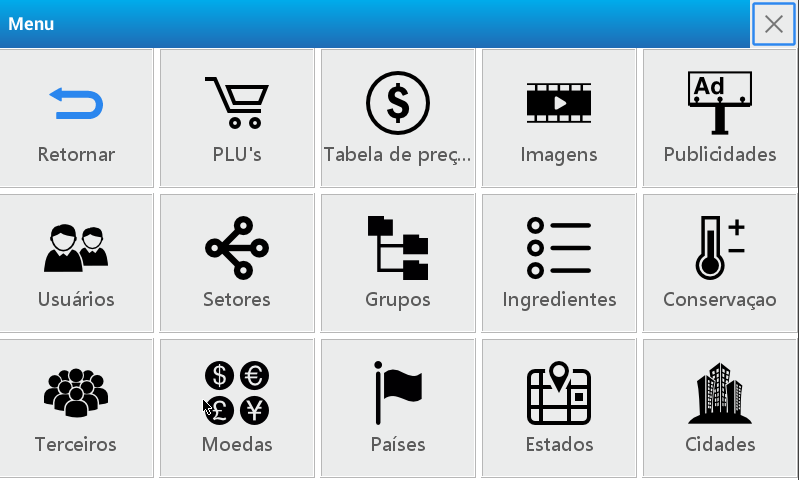 Menu
Retornar
PLU's
Tabela de preç...
Imagens
Ad
Publicidades
Usuários
Setores
Grupos
Ingredientes
Conservaçao
Terceiros
$ €
£ ¥
Moedas
Países
Estados
Cidades